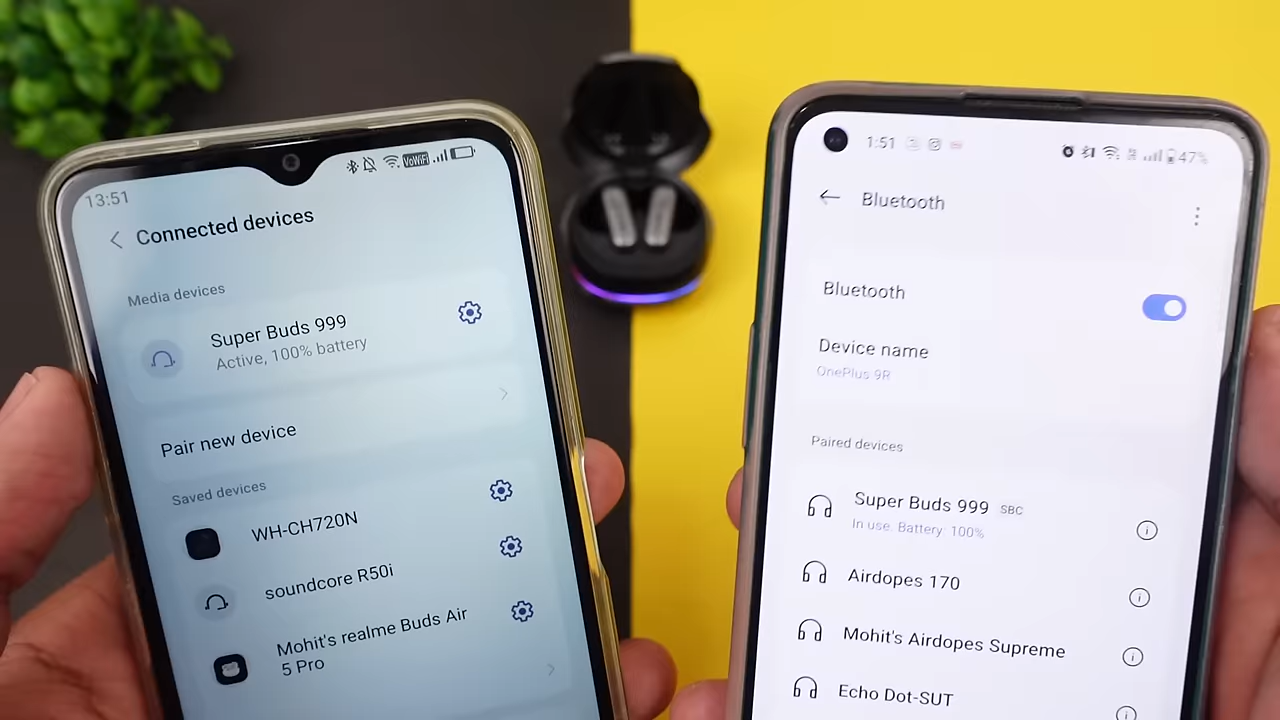 13:51
VoWiFi
Connected devices
Media devices
Super Buds 999
Active, 100% battery
Pair new device
Saved devices
WH-CH720N
soundcore R50i
Mohit's realme Buds Air
5 Pro
1:51
47%
Bluetooth
Bluetooth
Device name
OnePlus 9R
Paired devices
Super Buds 999 SBC
In use. Battery: 100%
Airdopes 170
Mohit's Airdopes Supreme
Echo Dot-SUT